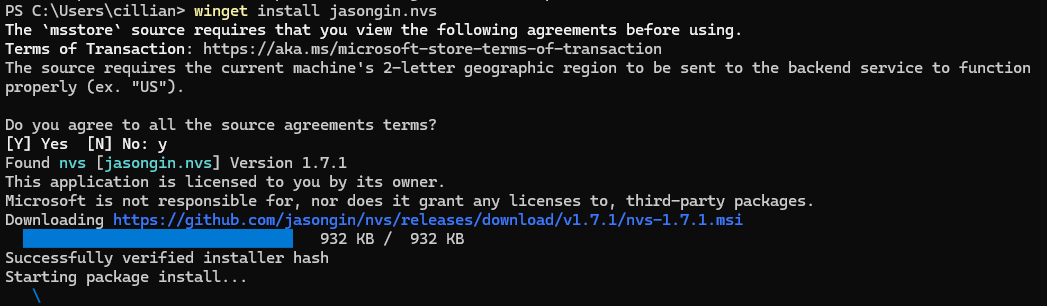 PS C:\Users\cillian> winget install jasongin.nvs
The `msstore` source requires that you view the following agreements before using.
Terms of Transaction: https://aka.ms/microsoft-store-terms-of-transaction
The source requires the current machine's 2-letter geographic region to be sent to the backend service to function
properly (ex. "US").
Do you agree to all the source agreements terms?
[Y] Yes  [N] No: y
Found nvs [jasongin.nvs] Version 1.7.1
This application is licensed to you by its owner.
Microsoft is not responsible for, nor does it grant any licenses to, third-party packages.
Downloading https://github.com/jasongin/nvs/releases/download/v1.7.1/nvs-1.7.1.msi
932 KB /  932 KB
Successfully verified installer hash
Starting package install...
\